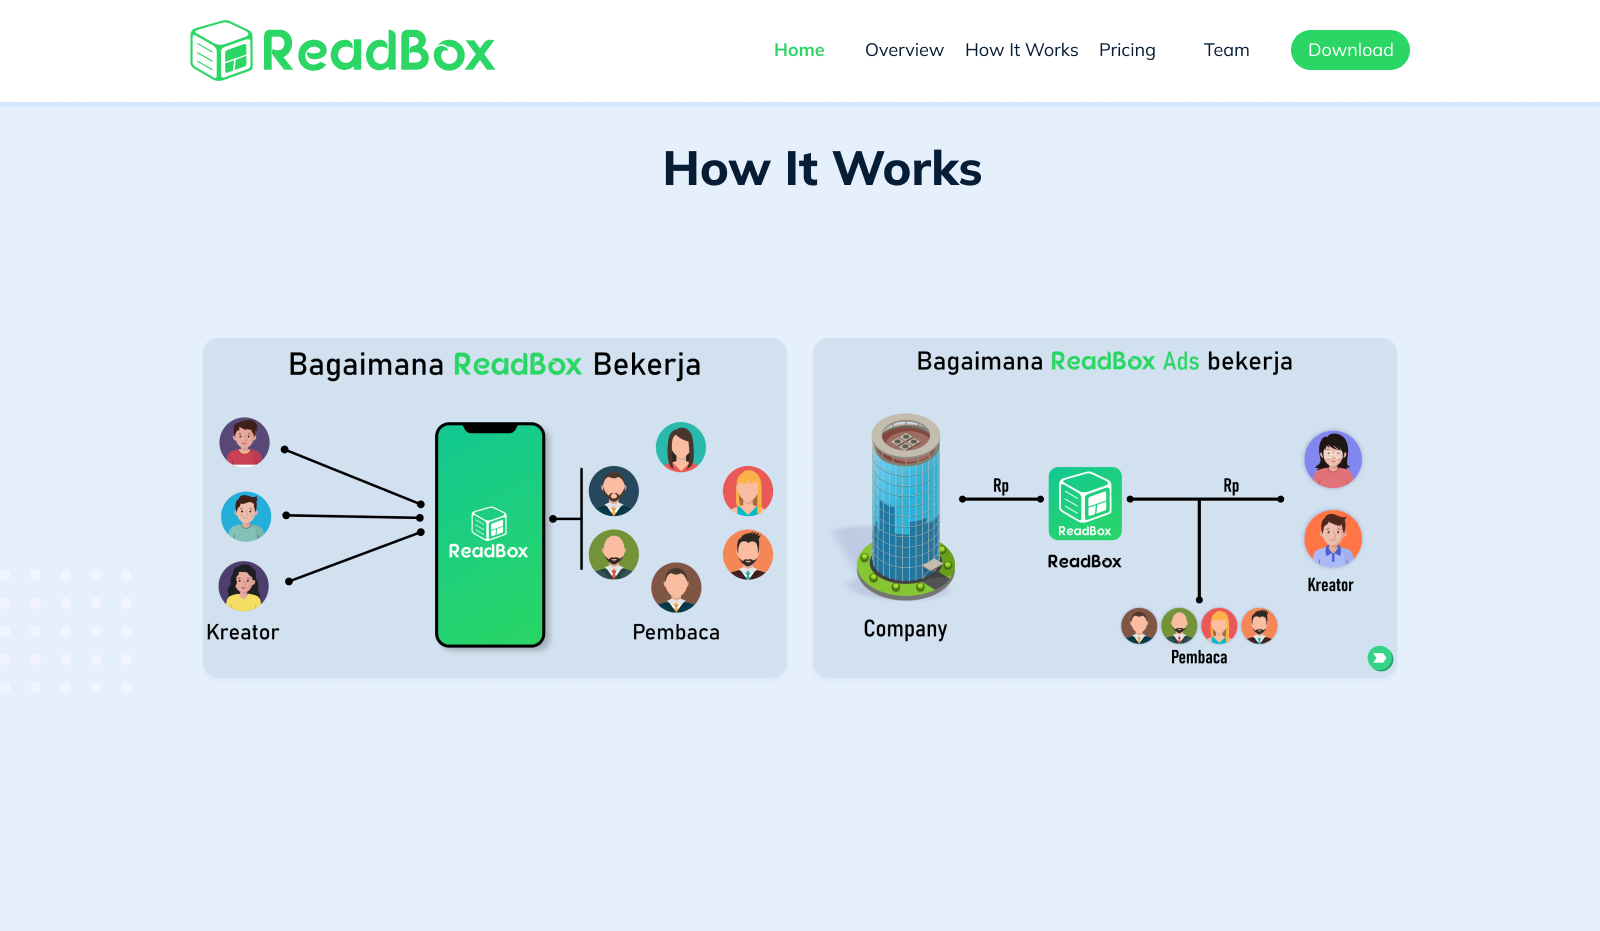 ReadBox
Home Overview How It Works Pricing Team Download
How It Works
Bagaimana ReadBox Bekerja
ReadBox
Kreator
Pembaca
Bagaimana ReadBox Ads bekerja
Rp
Rp
ReadBox
ReadBox
Kreator
Company
Pembaca